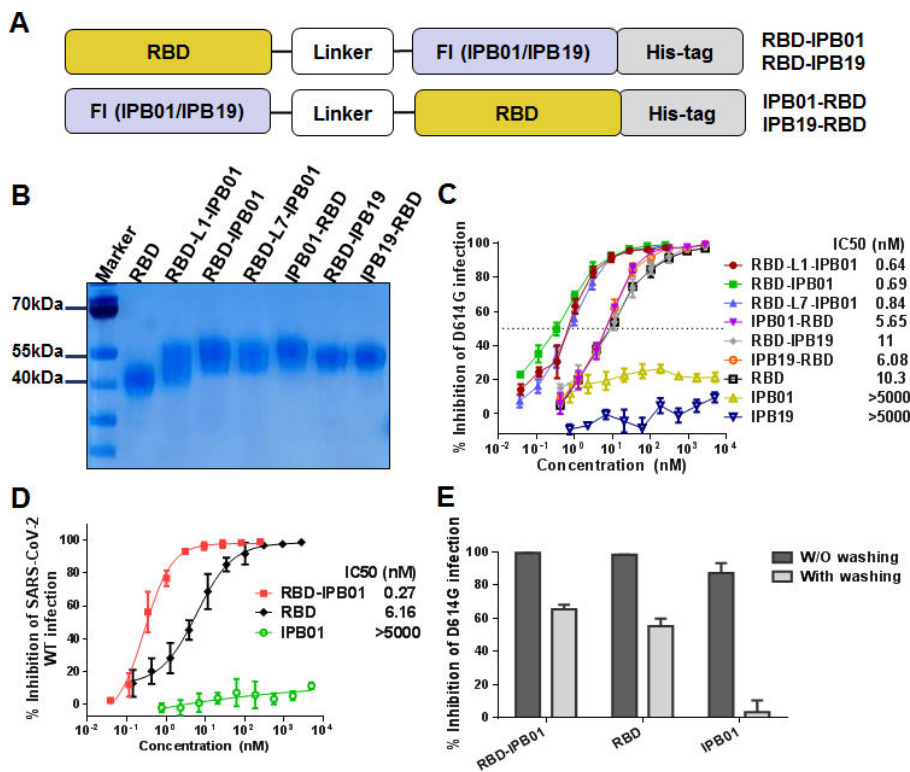 A
RBD
Linker
FI (IPB01/IPB19)
His-tag
RBD-IPB01
RBD-IPB19
FI (IPB01/IPB19)
Linker
RBD
His-tag
IPB01-RBD
IPB19-RBD
B
Marker
RBD
RBD-L1-IPB01
RBD-IPB01
RBD-L7-IPB01
IPB01-RBD
RBD-IPB19
IPB19-RBD
70kDa
55kDa
40kDa
C
% Inhibition of D614G infection
100
80
60
40
20
0
10⁻² 10⁻¹ 10⁰ 10¹ 10² 10³ 10⁴
Concentration (nM)
IC50 (nM)
RBD-L1-IPB01 0.64
RBD-IPB01 0.69
RBD-L7-IPB01 0.84
IPB01-RBD 5.65
RBD-IPB19 11
IPB19-RBD 6.08
RBD 10.3
IPB01 >5000
IPB19 >5000
D
% Inhibition of SARS-CoV-2
WT infection
100
80
60
40
20
0
10⁻² 10⁻¹ 10⁰ 10¹ 10² 10³ 10⁴
Concentration (nM)
IC50 (nM)
RBD-IPB01 0.27
RBD 6.16
IPB01 >5000
E
% Inhibition of D614G infection
100
80
60
40
20
0
RBD-IPB01
RBD
IPB01
W/O washing
With washing